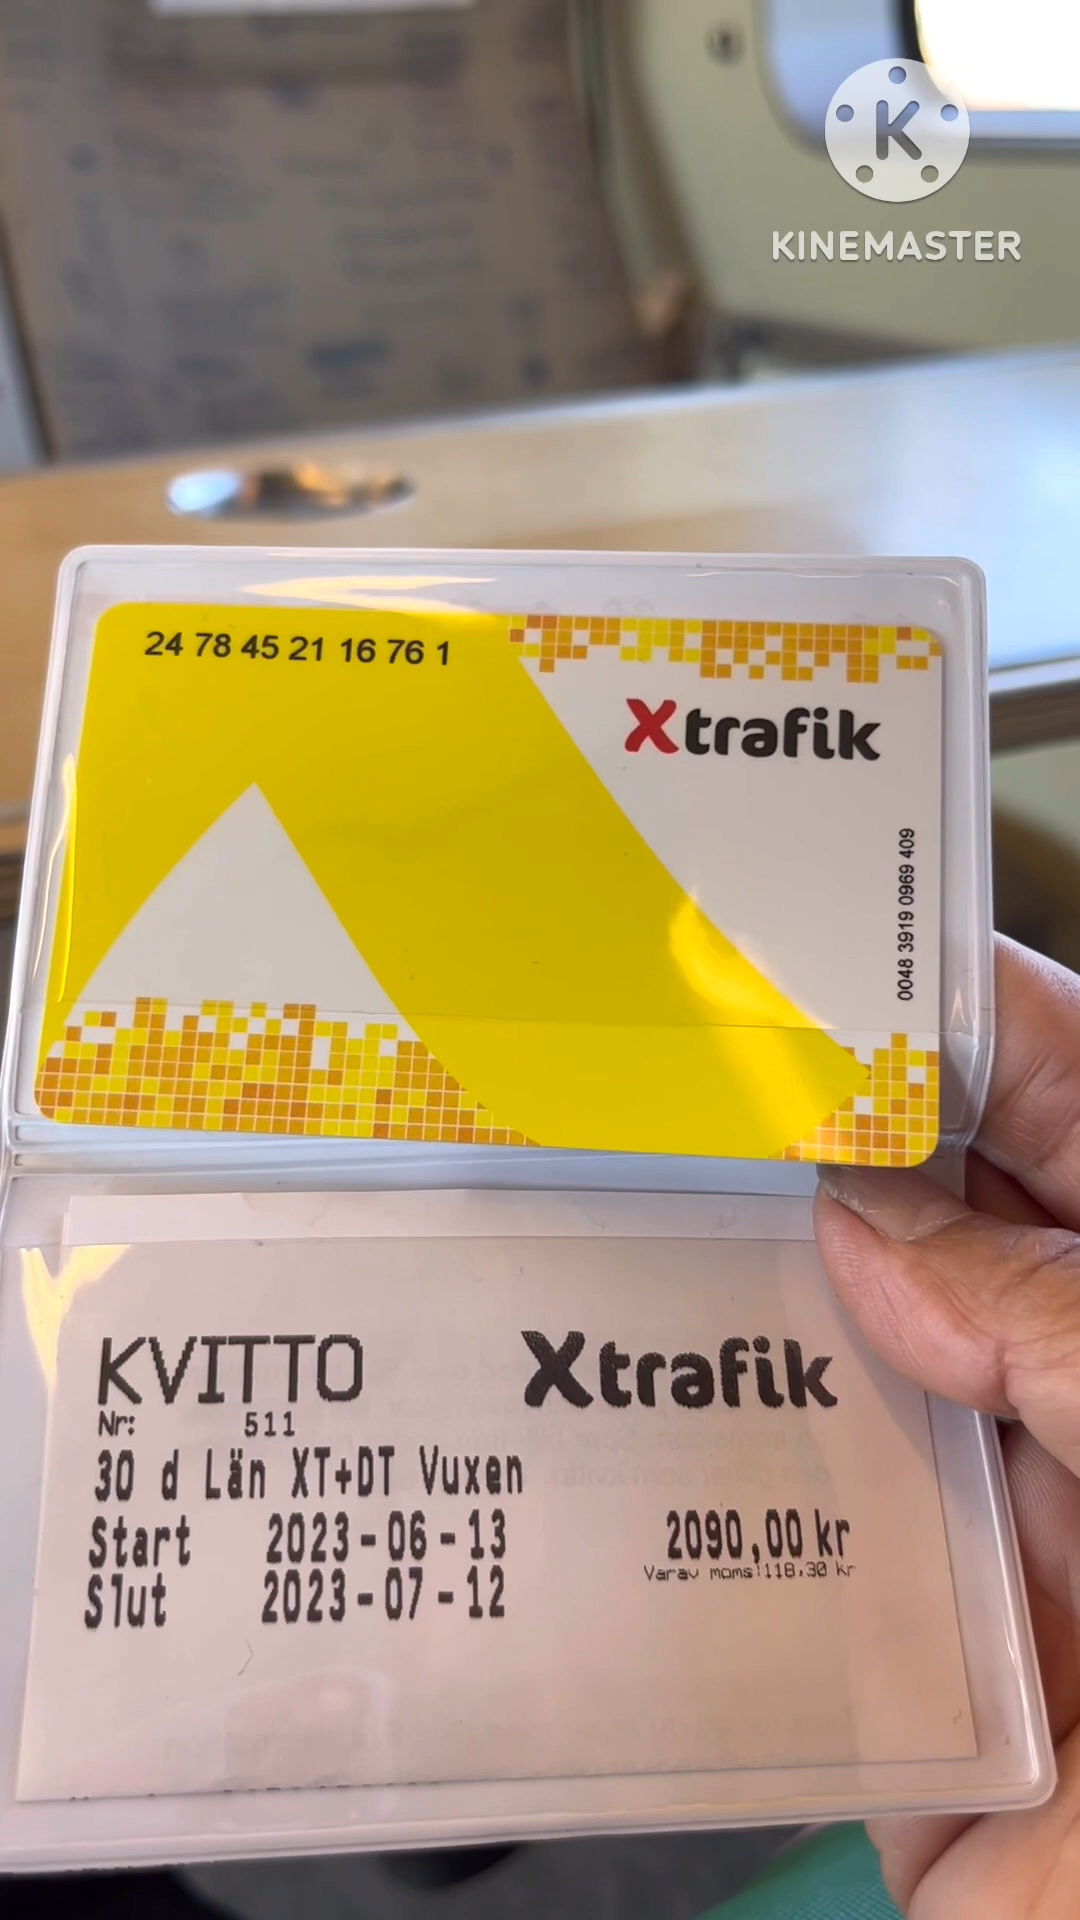 K
KINEMASTER
24 78 45 21 16 76 1
Xtrafik
0048 3919 0969 409
KVITTO
Xtrafik
Nr: 511
30 d Län XT+DT Vuxen
Start 2023-06-13 2090,00 kr
Varav moms:118,30 kr
Slut 2023-07-12